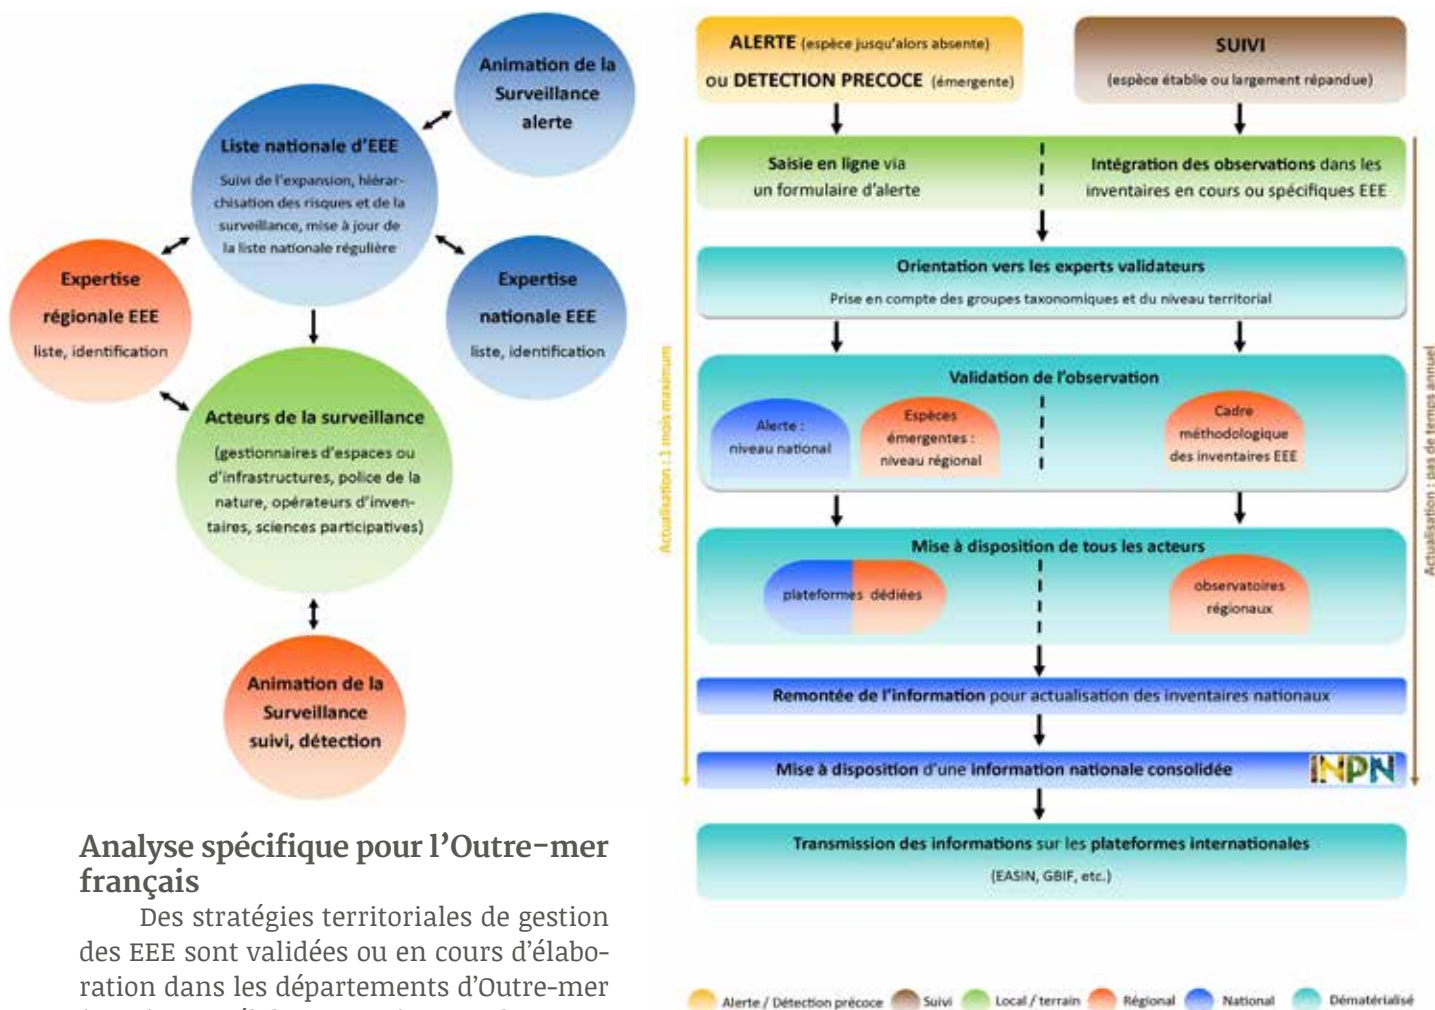 Animation de la
Surveillance
alerte
Liste nationale d'EEE
Suivi de l'expansion, hiérar-
chisation des risques et de la
surveillance, mise à jour de
la liste nationale régulière
Expertise
régionale EEE
liste, identification
Expertise
nationale EEE
liste, identification
Acteurs de la surveillance
(gestionnaires d'espaces ou
d'infrastructures, police de la
nature, opérateurs d'inven-
taires, sciences participatives)
Animation de la
Surveillance
suivi, détection
Analyse spécifique pour l'Outre-mer
français
Des stratégies territoriales de gestion
des EEE sont validées ou en cours d'élabo-
ration dans les départements d'Outre-mer
ALERTE (espèce jusqu'alors absente)
ou DETECTION PRECOCE (émergente)
SUIVI
(espèce établie ou largement répandue)
Saisie en ligne via
un formulaire d'alerte
Intégration des observations dans les
inventaires en cours ou spécifiques EEE
Orientation vers les experts validateurs
Prise en compte des groupes taxonomiques et du niveau territorial
Validation de l'observation
Alerte :
niveau national
Espèces
émergentes :
niveau régional
Cadre
méthodologique
des inventaires EEE
Mise à disposition de tous les acteurs
plateformes dédiées
observatoires
régionaux
Remontée de l'information pour actualisation des inventaires nationaux
Mise à disposition d'une information nationale consolidée
INPN
Transmission des informations sur les plateformes internationales
(EASIN, GBIF, etc.)
Actualisation : 1 mois maximum
Actualisation : pas de temps annuel
Alerte / Détection précoce Suivi Local / terrain Régional National Dématérialisé